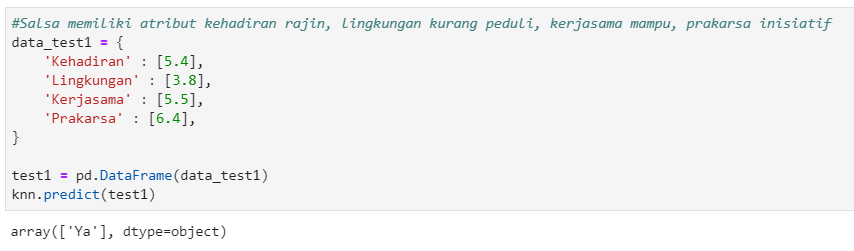 #Salsa memiliki atribut kehadiran rajin, lingkungan kurang peduli, kerjasama mampu, prakarsa inisiatif
data_test1 = {
    'Kehadiran' : [5.4],
    'Lingkungan' : [3.8],
    'Kerjasama' : [5.5],
    'Prakarsa' : [6.4],
}

test1 = pd.DataFrame(data_test1)
knn.predict(test1)
array(['Ya'], dtype=object)